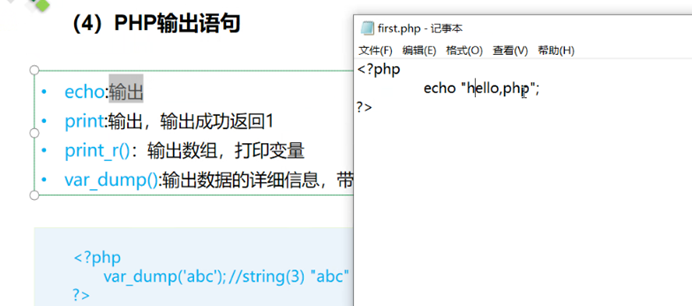 （4）PHP输出语句
• echo:输出
• print:输出，输出成功返回1
• print_r()：输出数组，打印变量
• var_dump():输出数据的详细信息，带
<?php
var_dump('abc');//string(3) "abc"
?>
first.php - 记事本
文件(F) 编辑(E) 格式(O) 查看(V) 帮助(H)
<?php
echo "hello,php";
?>